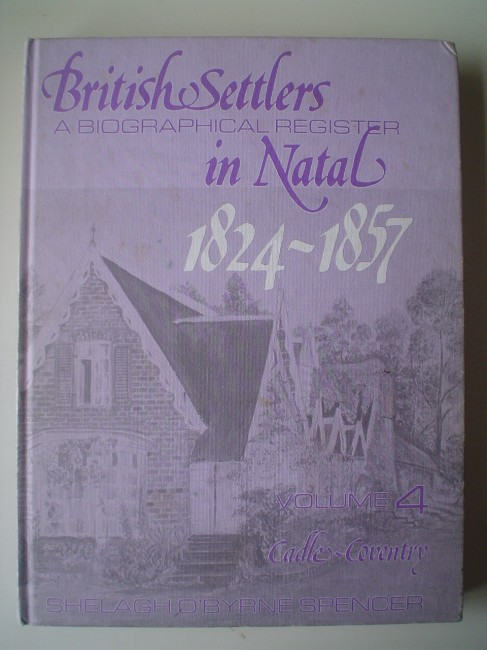 British Settlers
A BIOGRAPHICAL REGISTER
in Natal
1824~1857
VOLUME 4
Cadle~Coventry
SHELAGH O'BYRNE SPENCER